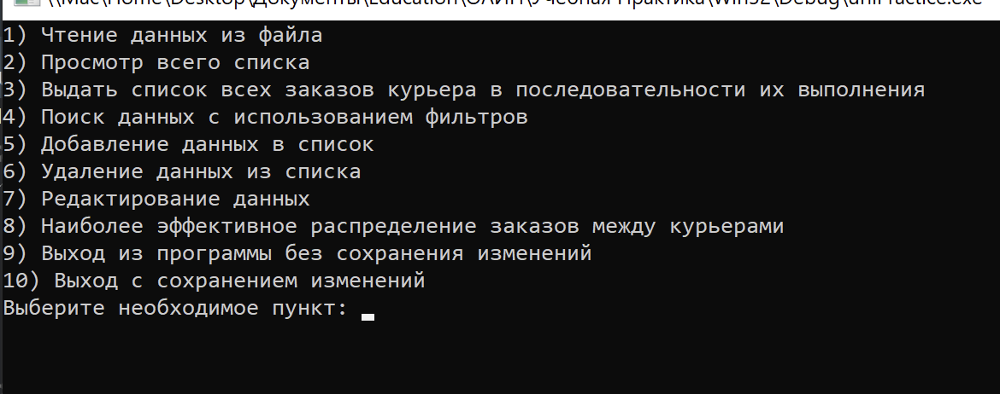 \\Mac\Home\Desktop\Документы\Education\ОАИП\Учебная Практика\Win32\Debug\
1) Чтение данных из файла
2) Просмотр всего списка
3) Выдать список всех заказов курьера в последовательности их выполнения
4) Поиск данных с использованием фильтров
5) Добавление данных в список
6) Удаление данных из списка
7) Редактирование данных
8) Наиболее эффективное распределение заказов между курьерами
9) Выход из программы без сохранения изменений
10) Выход с сохранением изменений
Выберите необходимое пункт: